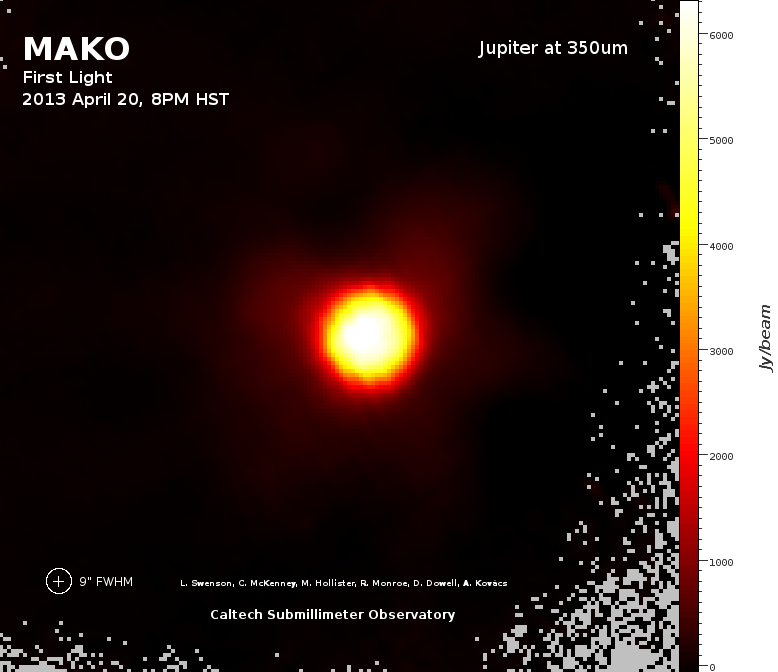 MAKO
First Light
2013 April 20, 8PM HST
Jupiter at 350um
6000
5000
4000
3000
2000
1000
0
Jy/beam
9" FWHM
L. Swenson, C. McKenney, M. Hollister, R. Monroe, D. Dowell, A. Kovács
Caltech Submillimeter Observatory